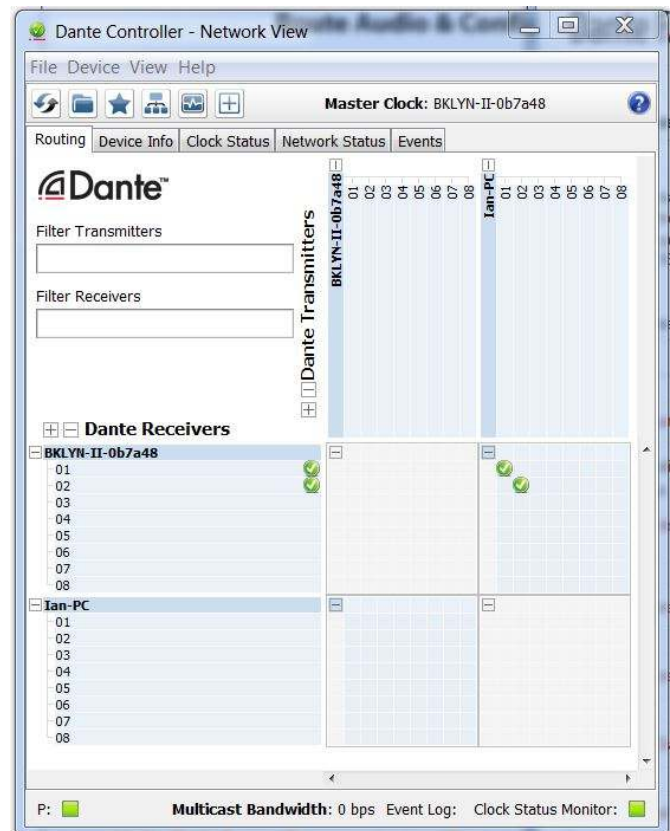 Dante Controller - Network View
File Device View Help
Master Clock: BKLYN-II-0b7a48
Routing Device Info Clock Status Network Status Events
Dante™
Filter Transmitters
Filter Receivers
Dante Transmitters
BKLYN-II-0b7a48
01 02 03 04 05 06 07 08
Ian-PC
01 02 03 04 05 06 07 08
Dante Receivers
BKLYN-II-0b7a48
01
02
03
04
05
06
07
08
Ian-PC
01
02
03
04
05
06
07
08
P: Multicast Bandwidth: 0 bps Event Log: Clock Status Monitor: